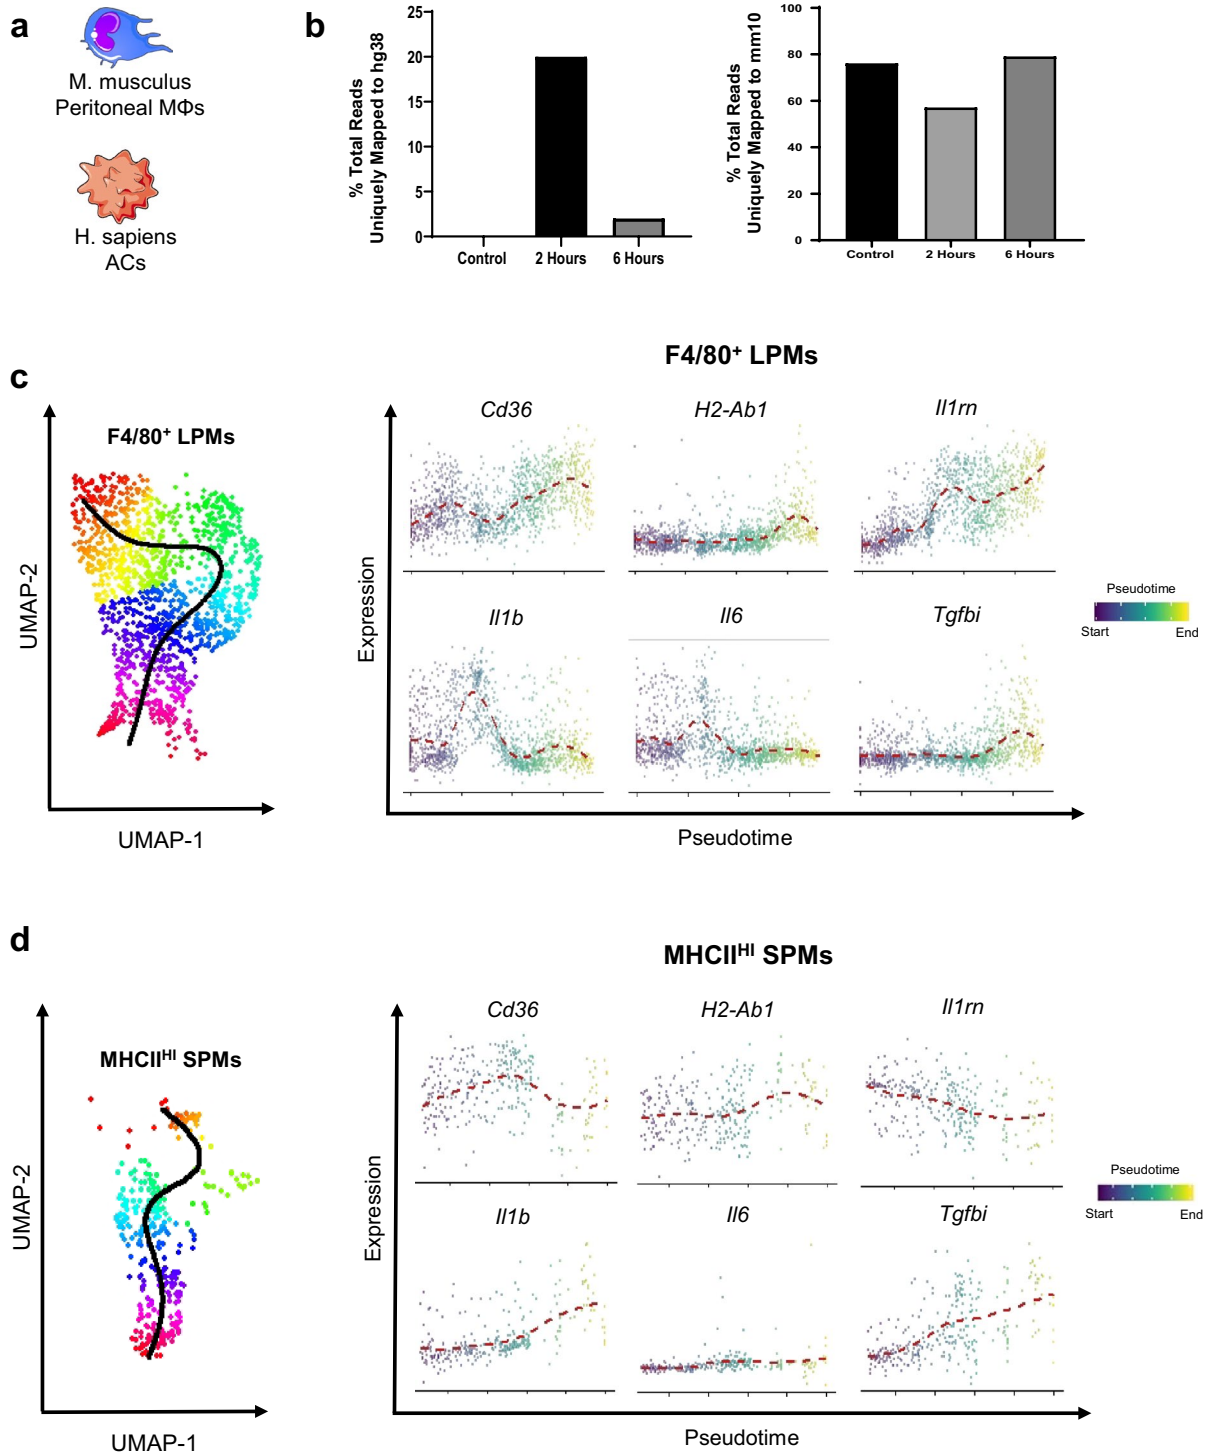 a
M. musculus
Peritoneal MΦs
H. sapiens
ACs
b
% Total Reads
Uniquely Mapped to hg38
25
20
15
10
5
0
Control
2 Hours
6 Hours
% Total Reads
Uniquely Mapped to mm10
100
80
60
40
20
0
Control
2 Hours
6 Hours
c
F4/80+ LPMs
UMAP-2
UMAP-1
F4/80+ LPMs
Expression
Cd36
H2-Ab1
Il1rn
Il1b
Il6
Tgfbi
Pseudotime
Pseudotime
Start
End
d
MHCIIHI SPMs
UMAP-2
UMAP-1
MHCIIHI SPMs
Expression
Cd36
H2-Ab1
Il1rn
Il1b
Il6
Tgfbi
Pseudotime
Pseudotime
Start
End